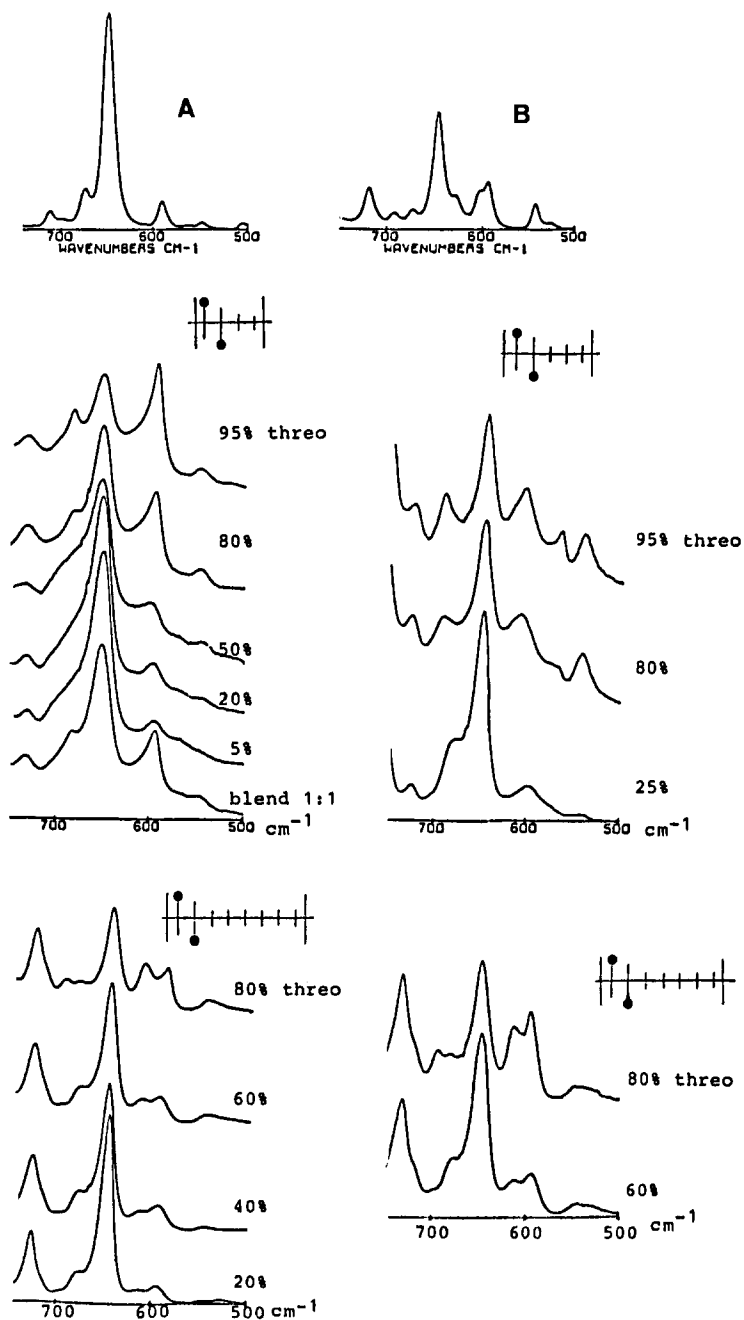 A
700 600 500
WAVENUMBERS CM-1
B
700 600 500
WAVENUMBERS CM-1
95% threo
80%
50%
20%
5%
blend 1:1
700 600 500 cm-1
95% threo
80%
25%
700 600 500 cm-1
80% threo
60%
40%
20%
700 600 500 cm-1
80% threo
60%
700 600 500 cm-1